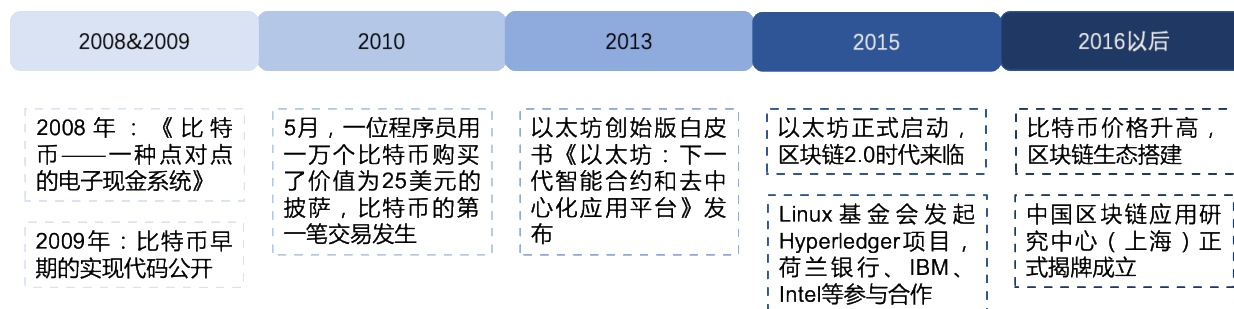 2008&2009
2010
2013
2015
2016以后
2008年：《比特
币——一种点对点
的电子现金系统》
2009年：比特币早
期的实现代码公开
5月，一位程序员用
一万个比特币购买
了价值为25美元的
披萨，比特币的第
一笔交易发生
以太坊创始版白皮
书《以太坊：下一
代智能合约和去中
心化应用平台》发
布
以太坊正式启动，
区块链2.0时代来临
Linux基金会发起
Hyperledger项目，
荷兰银行、IBM、
Intel等参与合作
比特币价格升高，
区块链生态搭建
中国区块链应用研
究中心（上海）正
式揭牌成立